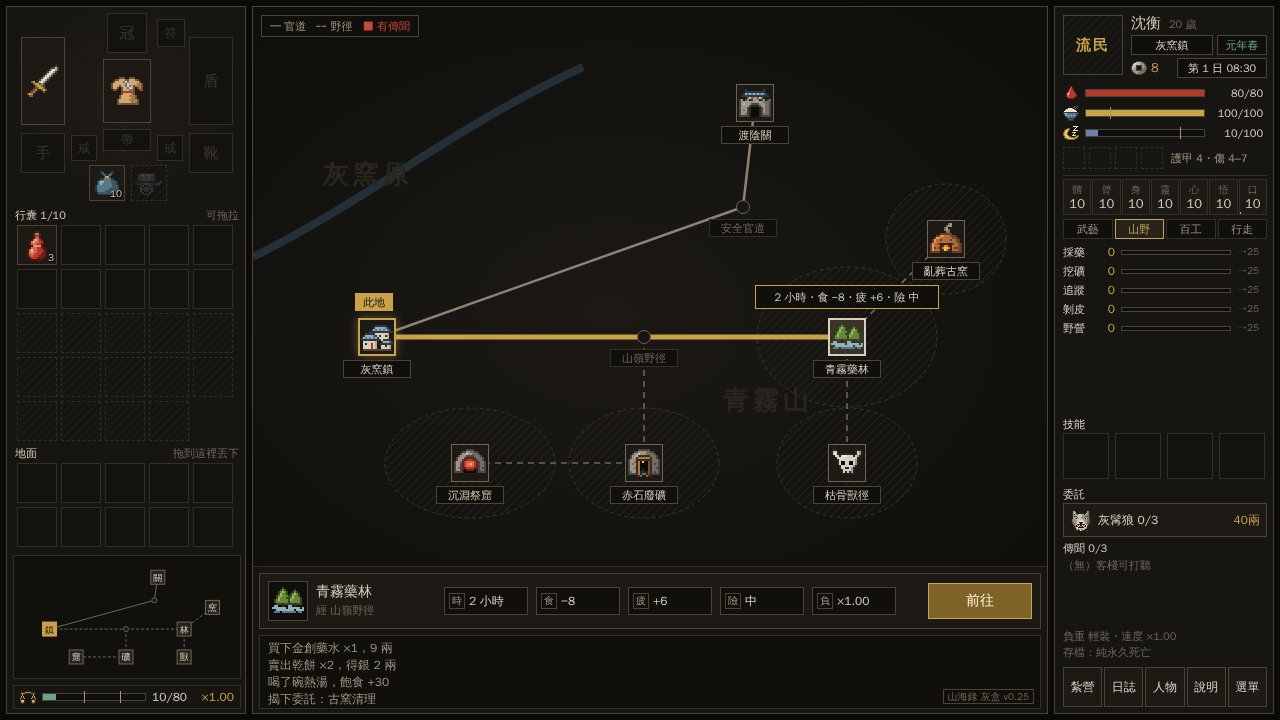 冠
符
盾
手
戒
帶
戒
靴
10
行囊 1/10
可拖拉
3
地面
拖到這裡丟下
關
窯
鎮
林
窟
礦
獸
10/80
×1.00
官道
野徑
有傳聞
灰窯原
渡陰關
安全官道
亂葬古窯
2 小時・食 −8・疲 +6・險 中
此地
灰窯鎮
山嶺野徑
青霧藥林
青霧山
沉淵祭窟
赤石廢礦
枯骨獸徑
青霧藥林
經 山嶺野徑
時 2 小時
食 −8
疲 +6
險 中
負 ×1.00
前往
買下金創藥水 ×1，9 兩
賣出乾餅 ×2，得銀 2 兩
喝了碗熱湯，飽食 +30
揭下委託：古窯清理
山海錄 灰盒 v0.25
流民
沈衡 20 歲
灰窯鎮
元年春
8
第 1 日 08:30
80/80
100/100
10/100
護甲 4・傷 4–7
體 膂 身 靈 心 悟 口
10 10 10 10 10 10 10
武藝 山野 百工 行走
採藥 0 →25
挖礦 0 →25
追蹤 0 →25
剝皮 0 →25
野營 0 →25
技能
委託
灰髯狼 0/3 40兩
傳聞 0/3
（無）客棧可打聽
負重 輕裝・速度 ×1.00
存檔：純永久死亡
紮營 日誌 人物 說明 選單